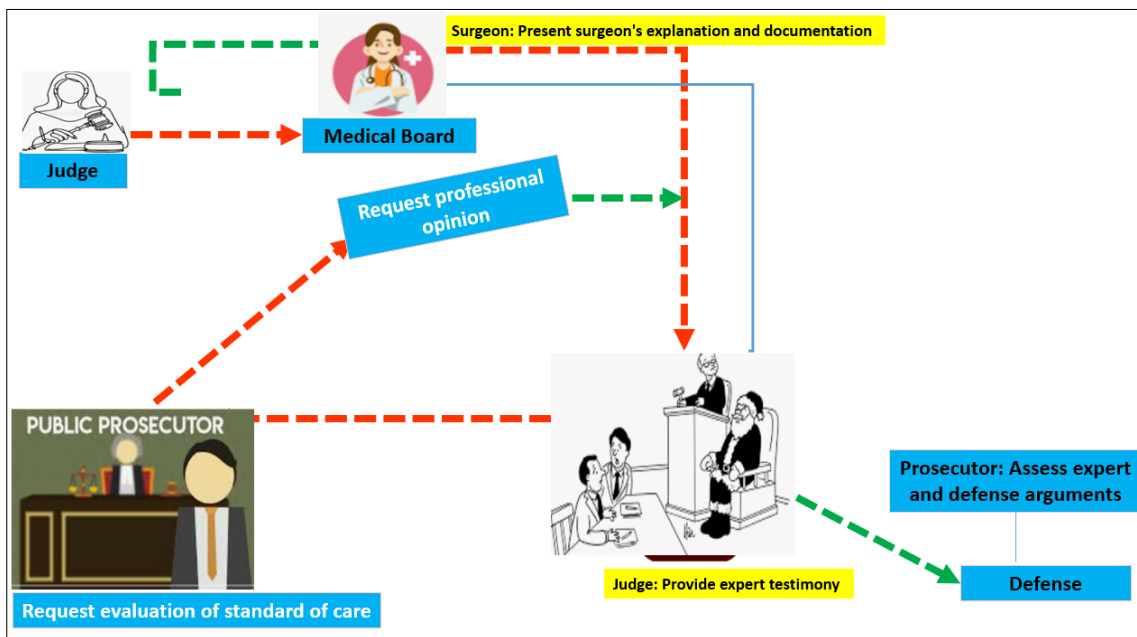 Surgeon: Present surgeon's explanation and documentation
Judge
Medical Board
Request professional
opinion
PUBLIC PROSECUTOR
Request evaluation of standard of care
Judge: Provide expert testimony
Prosecutor: Assess expert
and defense arguments
Defense